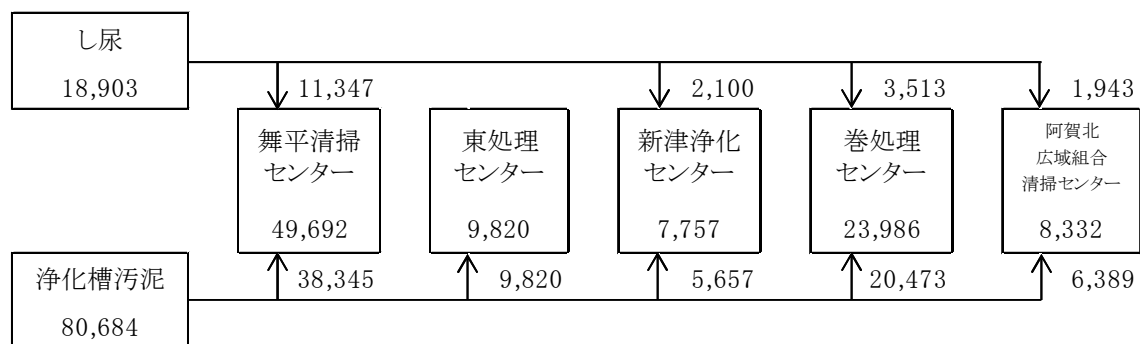 し尿
18,903
11,347
2,100
3,513
1,943
舞平清掃
センター
49,692
東処理
センター
9,820
新津浄化
センター
7,757
巻処理
センター
23,986
阿賀北
広域組合
清掃センター
8,332
浄化槽汚泥
80,684
38,345
9,820
5,657
20,473
6,389